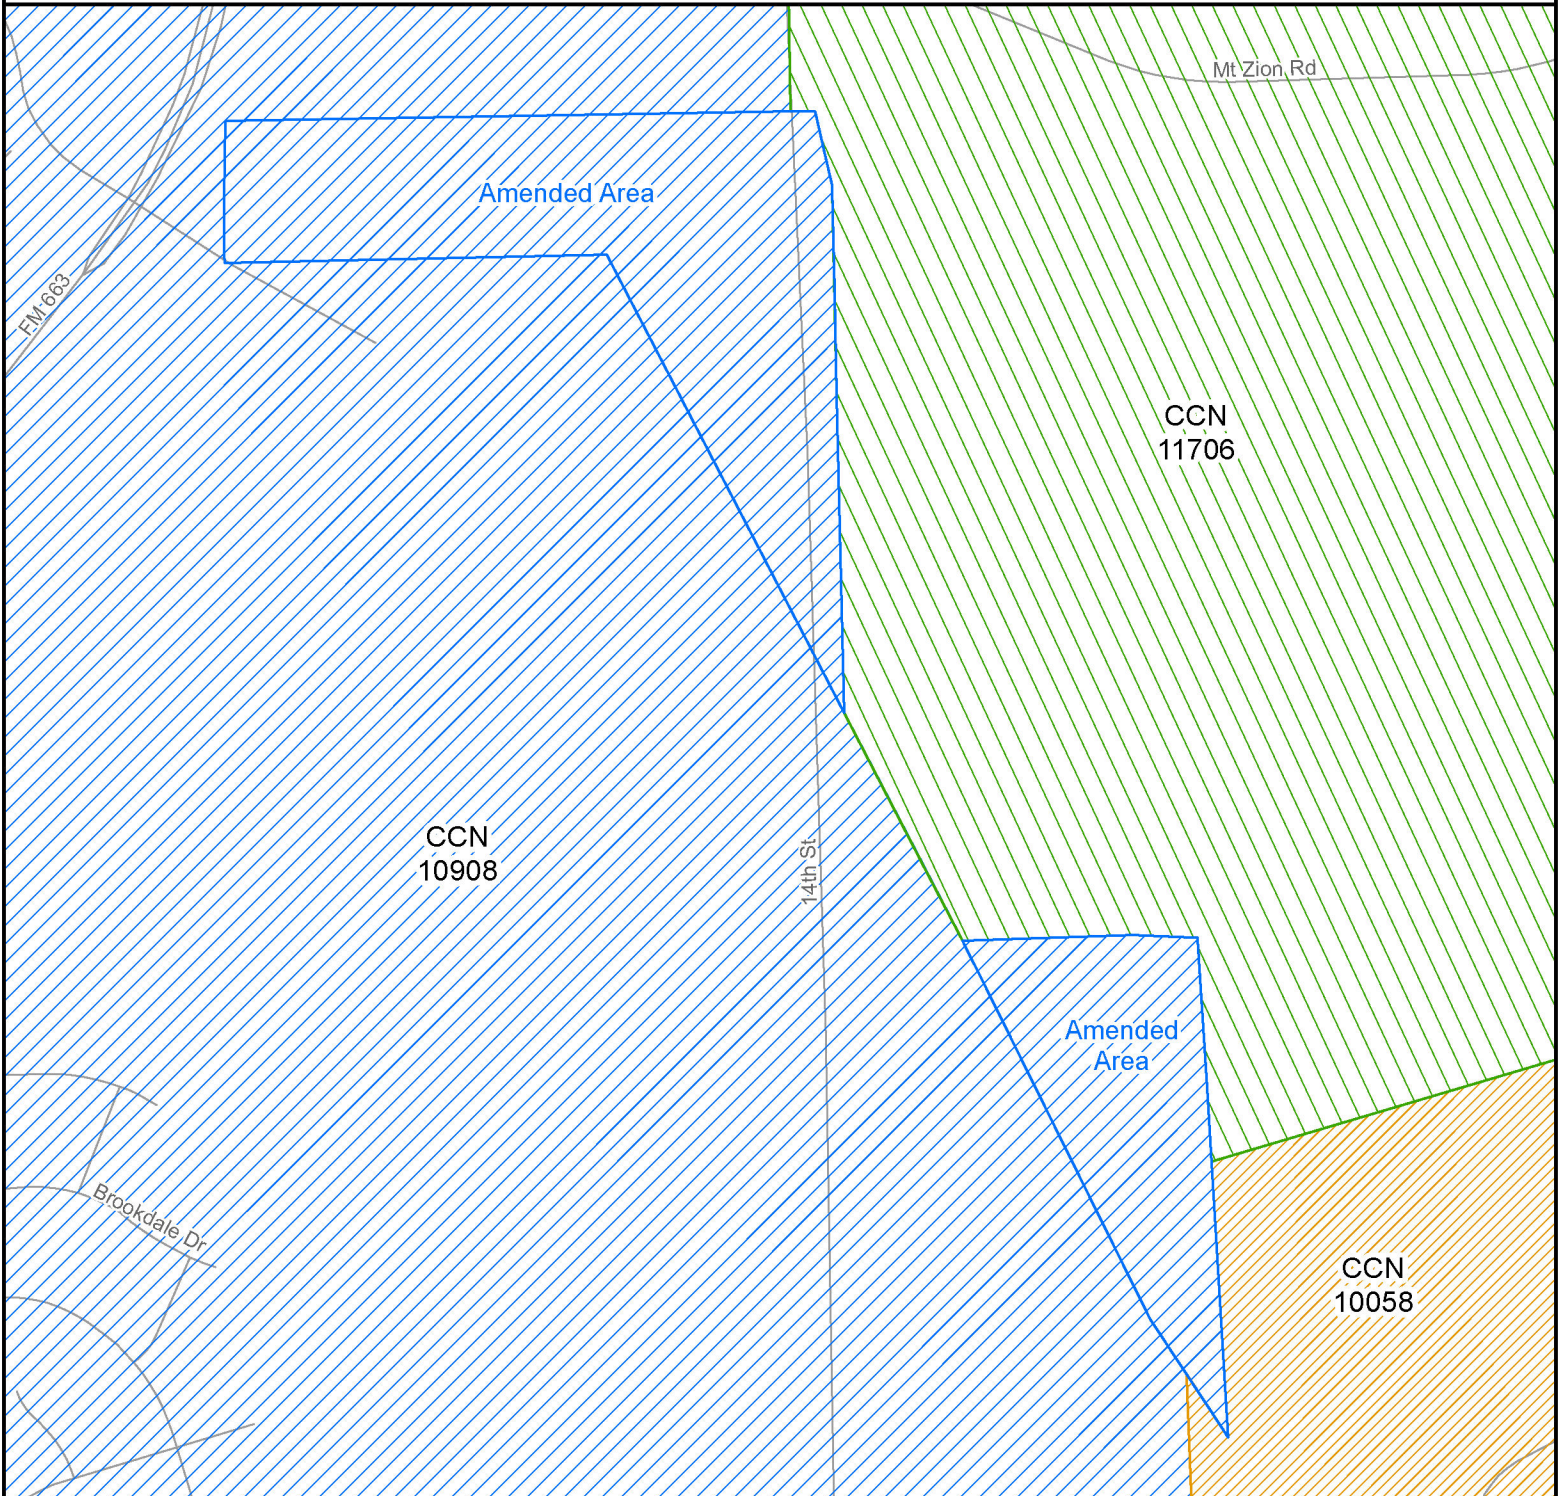 Mt Zion Rd
Amended Area
FM 663
CCN
11706
CCN
10908
14th St
Amended
Area
Brookdale Dr
CCN
10058